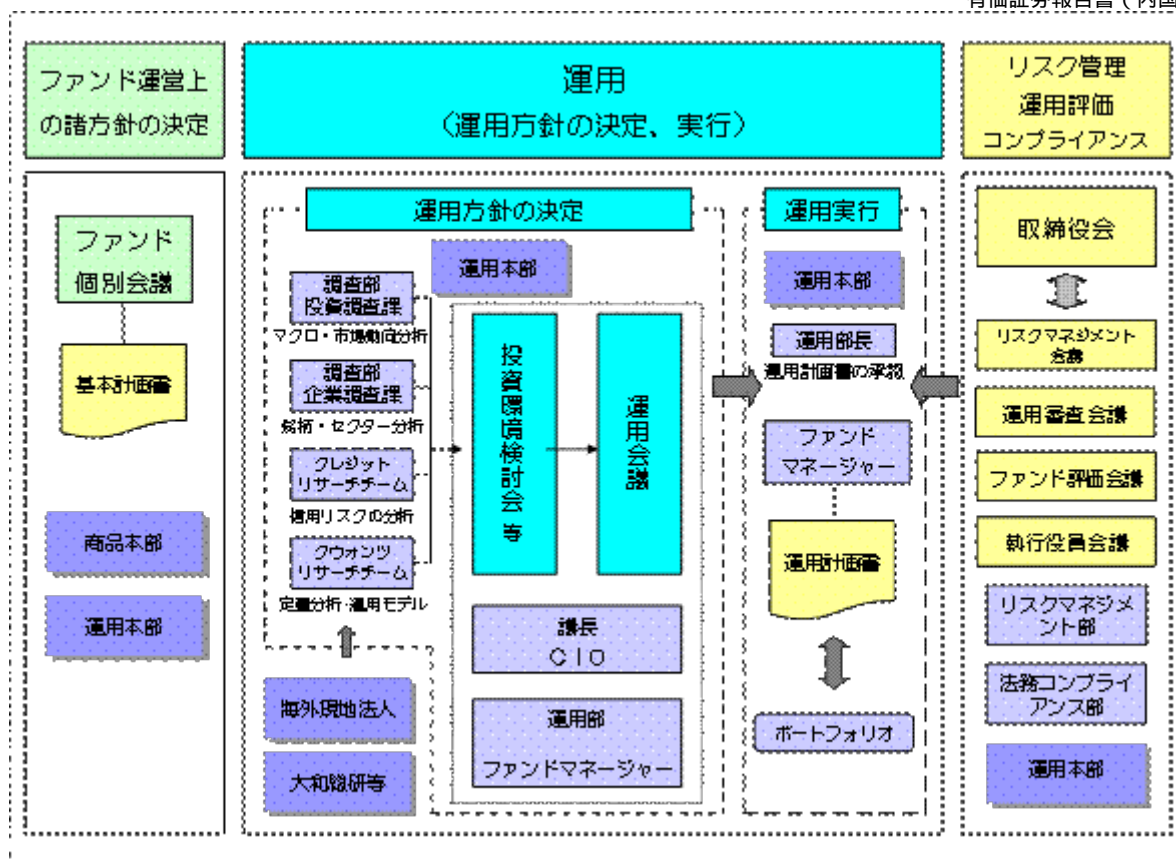 有価証券報告書(内国
ファンド運営上
の諸方針の決定
運用
(運用方針の決定、実行)
リスク管理
運用評価
コンプライアンス
ファンド
個別会議
基本計画書
商品本部
運用本部
運用方針の決定
運用本部
調査部
投資調査課
マクロ・市場動向分析
調査部
企業調査課
銘柄・セクター分析
クレジット
リサーチチーム
信用リスクの分析
クウォンツ
リサーチチーム
定量分析・運用モデル
海外現地法人
大和総研等
投資環境検討会 等
運用会議
議長
CIO
運用部
ファンドマネージャー
運用実行
運用本部
運用部長
運用計画書の承認
ファンド
マネージャー
運用計画書
ポートフォリオ
取締役会
リスクマネジメント
会議
運用審査会議
ファンド評価会議
執行役員会議
リスクマネジメ
ント部
法務コンプライ
アンス部
運用本部